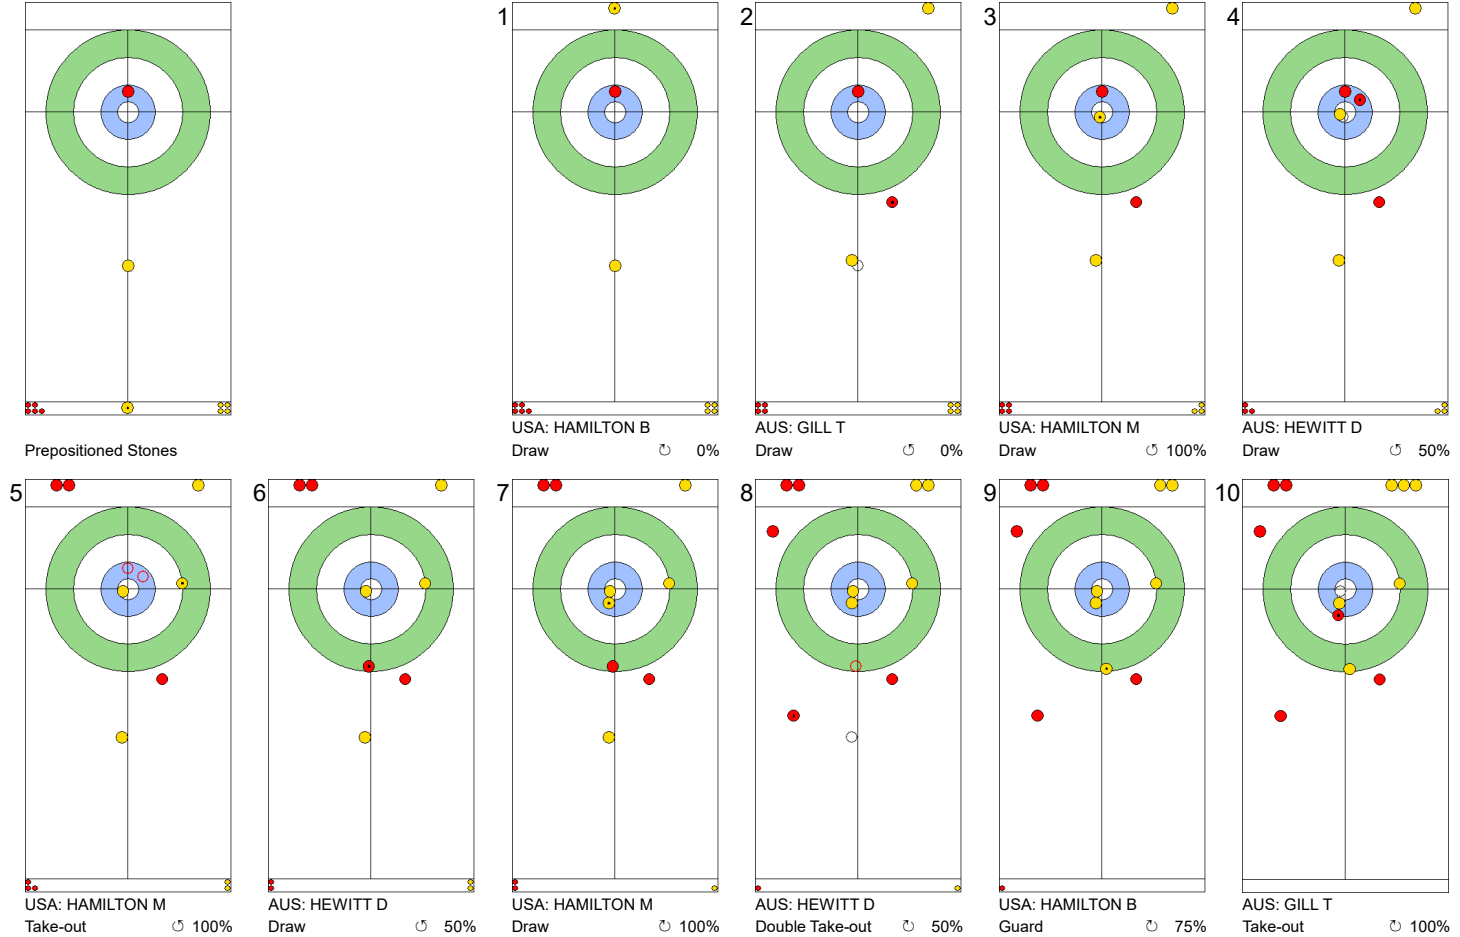 1
2
3
4
USA: HAMILTON B
AUS: GILL T
USA: HAMILTON M
AUS: HEWITT D
Prepositioned Stones
Draw 0%
Draw 0%
Draw 100%
Draw 50%
5
6
7
8
9
10
USA: HAMILTON M
AUS: HEWITT D
USA: HAMILTON M
AUS: HEWITT D
USA: HAMILTON B
AUS: GILL T
Take-out 100%
Draw 50%
Draw 100%
Double Take-out 50%
Guard 75%
Take-out 100%